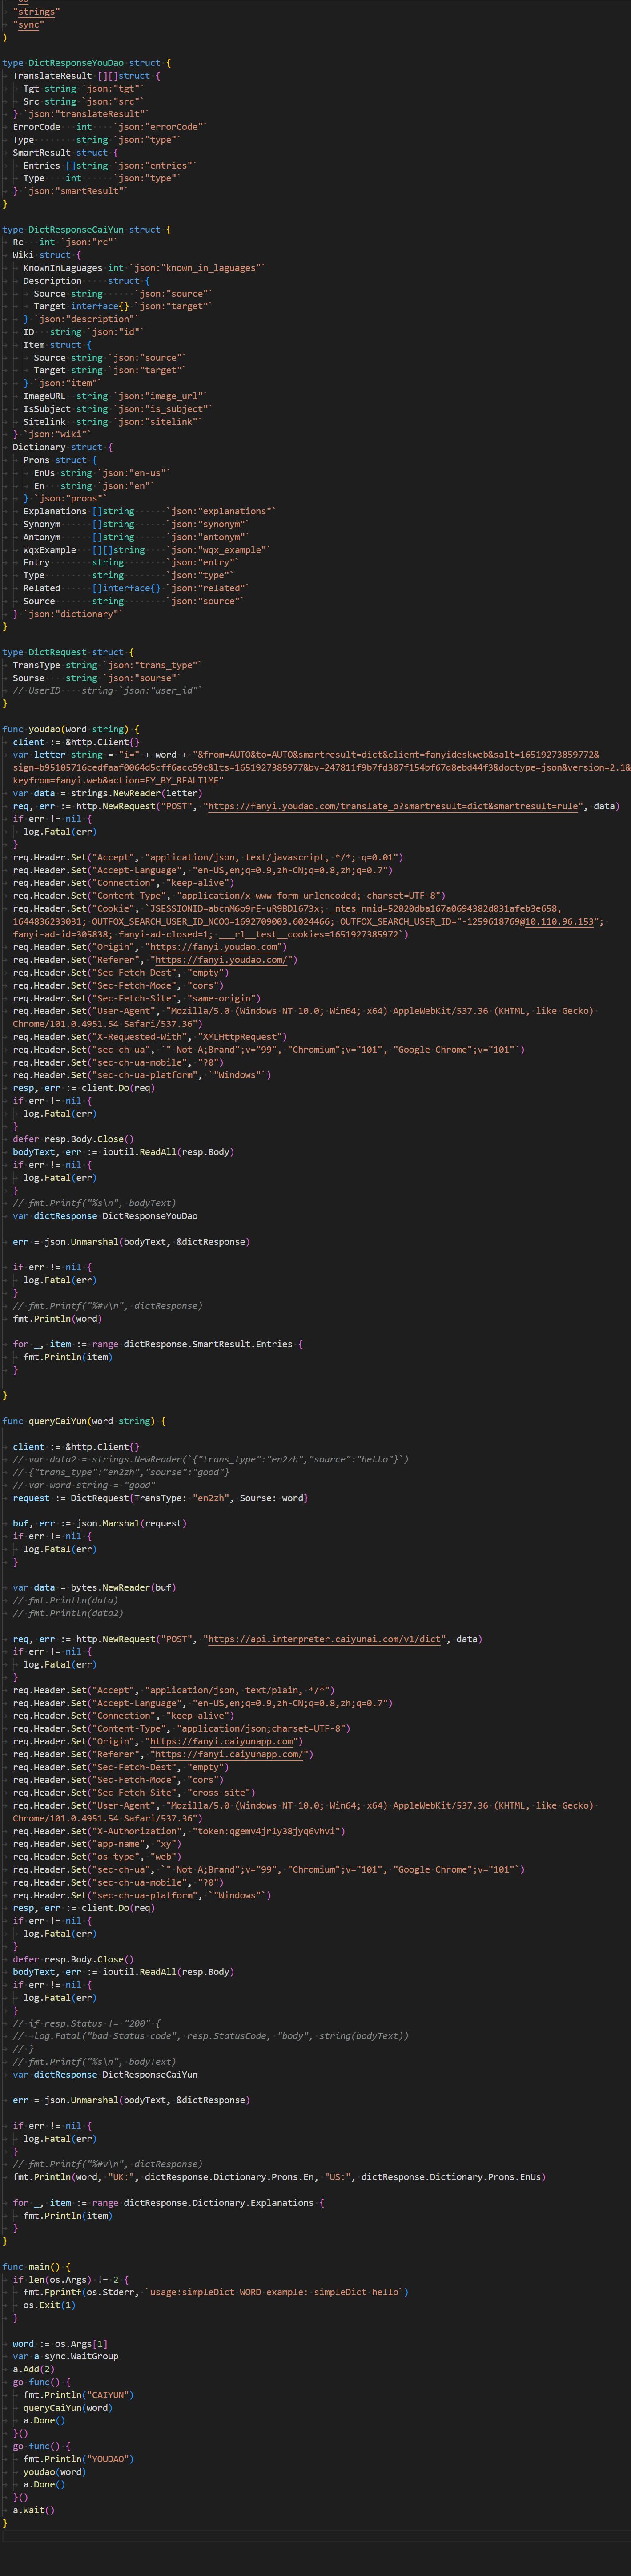 "os"
"strings"
"sync"
)
type DictResponseYouDao struct {
TranslateResult [][]struct {
Tgt string `json:"tgt"`
Src string `json:"src"`
} `json:"translateResult"`
ErrorCode int `json:"errorCode"`
Type string `json:"type"`
SmartResult struct {
Entries []string `json:"entries"`
Type int `json:"type"`
} `json:"smartResult"`
}
type DictResponseCaiYun struct {
Rc int `json:"rc"`
Wiki struct {
KnownInLaguages int `json:"known_in_laguages"`
Description struct {
Source string `json:"source"`
Target interface{} `json:"target"`
} `json:"description"`
ID string `json:"id"`
Item struct {
Source string `json:"source"`
Target string `json:"target"`
} `json:"item"`
ImageURL string `json:"image_url"`
IsSubject string `json:"is_subject"`
Sitelink string `json:"sitelink"`
} `json:"wiki"`
Dictionary struct {
Prons struct {
EnUs string `json:"en-us"`
En string `json:"en"`
} `json:"prons"`
Explanations []string `json:"explanations"`
Synonym []string `json:"synonym"`
Antonym []string `json:"antonym"`
WqxExample [][]string `json:"wqx_example"`
Entry string `json:"entry"`
Type string `json:"type"`
Related []interface{} `json:"related"`
Source string `json:"source"`
} `json:"dictionary"`
}
type DictRequest struct {
TransType string `json:"trans_type"`
Sourse string `json:"sourse"`
// UserID string `json:"user_id"`
}
func youdao(word string) {
client := &http.Client{}
var letter string = "i=" + word + "&from=AUTO&to=AUTO&smartresult=dict&client=fanyideskweb&salt=16519273859772&
sign=b95105716cedfaaf0064d5cff6acc59c&lts=1651927385977&bv=247811f9b7fd387f154bf67d8ebd44f3&doctype=json&version=2.1&
keyfrom=fanyi.web&action=FY_BY_REALTlME"
var data = strings.NewReader(letter)
req, err := http.NewRequest("POST", "https://fanyi.youdao.com/translate_o?smartresult=dict&smartresult=rule", data)
if err != nil {
log.Fatal(err)
}
req.Header.Set("Accept", "application/json, text/javascript, */*; q=0.01")
req.Header.Set("Accept-Language", "en-US,en;q=0.9,zh-CN;q=0.8,zh;q=0.7")
req.Header.Set("Connection", "keep-alive")
req.Header.Set("Content-Type", "application/x-www-form-urlencoded; charset=UTF-8")
req.Header.Set("Cookie", `JSESSIONID=abcnM6o9rE-uR9BDl673x; _ntes_nnid=52020dba167a0694382d031afeb3e658,
1644836233031; OUTFOX_SEARCH_USER_ID_NCOO=1692709003.6024466; OUTFOX_SEARCH_USER_ID="-1259618769@10.110.96.153";
fanyi-ad-id=305838; fanyi-ad-closed=1; ___rl__test__cookies=1651927385972`)
req.Header.Set("Origin", "https://fanyi.youdao.com")
req.Header.Set("Referer", "https://fanyi.youdao.com/")
req.Header.Set("Sec-Fetch-Dest", "empty")
req.Header.Set("Sec-Fetch-Mode", "cors")
req.Header.Set("Sec-Fetch-Site", "same-origin")
req.Header.Set("User-Agent", "Mozilla/5.0 (Windows NT 10.0; Win64; x64) AppleWebKit/537.36 (KHTML, like Gecko)
Chrome/101.0.4951.54 Safari/537.36")
req.Header.Set("X-Requested-With", "XMLHttpRequest")
req.Header.Set("sec-ch-ua", `" Not A;Brand";v="99", "Chromium";v="101", "Google Chrome";v="101"`)
req.Header.Set("sec-ch-ua-mobile", "?0")
req.Header.Set("sec-ch-ua-platform", `"Windows"`)
resp, err := client.Do(req)
if err != nil {
log.Fatal(err)
}
defer resp.Body.Close()
bodyText, err := ioutil.ReadAll(resp.Body)
if err != nil {
log.Fatal(err)
}
// fmt.Printf("%s\n", bodyText)
var dictResponse DictResponseYouDao
err = json.Unmarshal(bodyText, &dictResponse)
if err != nil {
log.Fatal(err)
}
// fmt.Printf("%#v\n", dictResponse)
fmt.Println(word)
for _, item := range dictResponse.SmartResult.Entries {
fmt.Println(item)
}
}
func queryCaiYun(word string) {
client := &http.Client{}
// var data2 = strings.NewReader(`{"trans_type":"en2zh","source":"hello"}`)
// {"trans_type":"en2zh","sourse":"good"}
// var word string = "good"
request := DictRequest{TransType: "en2zh", Sourse: word}
buf, err := json.Marshal(request)
if err != nil {
log.Fatal(err)
}
var data = bytes.NewReader(buf)
// fmt.Println(data)
// fmt.Println(data2)
req, err := http.NewRequest("POST", "https://api.interpreter.caiyunai.com/v1/dict", data)
if err != nil {
log.Fatal(err)
}
req.Header.Set("Accept", "application/json, text/plain, */*")
req.Header.Set("Accept-Language", "en-US,en;q=0.9,zh-CN;q=0.8,zh;q=0.7")
req.Header.Set("Connection", "keep-alive")
req.Header.Set("Content-Type", "application/json;charset=UTF-8")
req.Header.Set("Origin", "https://fanyi.caiyunapp.com")
req.Header.Set("Referer", "https://fanyi.caiyunapp.com/")
req.Header.Set("Sec-Fetch-Dest", "empty")
req.Header.Set("Sec-Fetch-Mode", "cors")
req.Header.Set("Sec-Fetch-Site", "cross-site")
req.Header.Set("User-Agent", "Mozilla/5.0 (Windows NT 10.0; Win64; x64) AppleWebKit/537.36 (KHTML, like Gecko)
Chrome/101.0.4951.54 Safari/537.36")
req.Header.Set("X-Authorization", "token:qgemv4jr1y38jyq6vhvi")
req.Header.Set("app-name", "xy")
req.Header.Set("os-type", "web")
req.Header.Set("sec-ch-ua", `" Not A;Brand";v="99", "Chromium";v="101", "Google Chrome";v="101"`)
req.Header.Set("sec-ch-ua-mobile", "?0")
req.Header.Set("sec-ch-ua-platform", `"Windows"`)
resp, err := client.Do(req)
if err != nil {
log.Fatal(err)
}
defer resp.Body.Close()
bodyText, err := ioutil.ReadAll(resp.Body)
if err != nil {
log.Fatal(err)
}
// if resp.Status != "200" {
// log.Fatal("bad Status code", resp.StatusCode, "body", string(bodyText))
// }
// fmt.Printf("%s\n", bodyText)
var dictResponse DictResponseCaiYun
err = json.Unmarshal(bodyText, &dictResponse)
if err != nil {
log.Fatal(err)
}
// fmt.Printf("%#v\n", dictResponse)
fmt.Println(word, "UK:", dictResponse.Dictionary.Prons.En, "US:", dictResponse.Dictionary.Prons.EnUs)
for _, item := range dictResponse.Dictionary.Explanations {
fmt.Println(item)
}
}
func main() {
if len(os.Args) != 2 {
fmt.Fprintf(os.Stderr, `usage:simpleDict WORD example: simpleDict hello`)
os.Exit(1)
}
word := os.Args[1]
var a sync.WaitGroup
a.Add(2)
go func() {
fmt.Println("CAIYUN")
queryCaiYun(word)
a.Done()
}()
go func() {
fmt.Println("YOUDAO")
youdao(word)
a.Done()
}()
a.Wait()
}